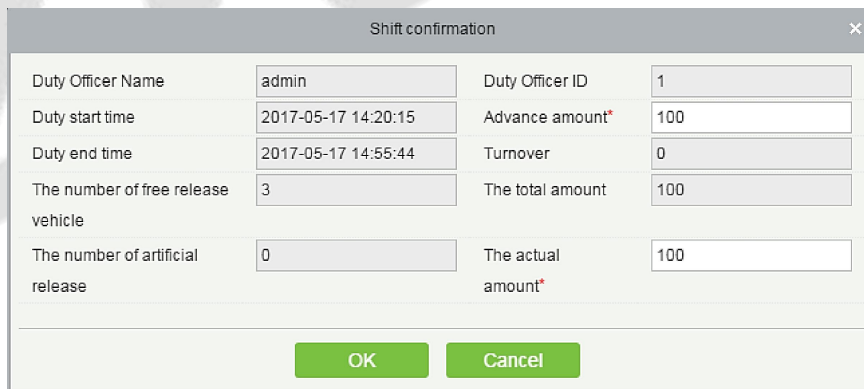 Shift confirmation ×
Duty Officer Name admin Duty Officer ID 1
Duty start time 2017-05-17 14:20:15 Advance amount* 100
Duty end time 2017-05-17 14:55:44 Turnover 0
The number of free release vehicle 3 The total amount 100
The number of artificial release 0 The actual amount* 100
OK Cancel